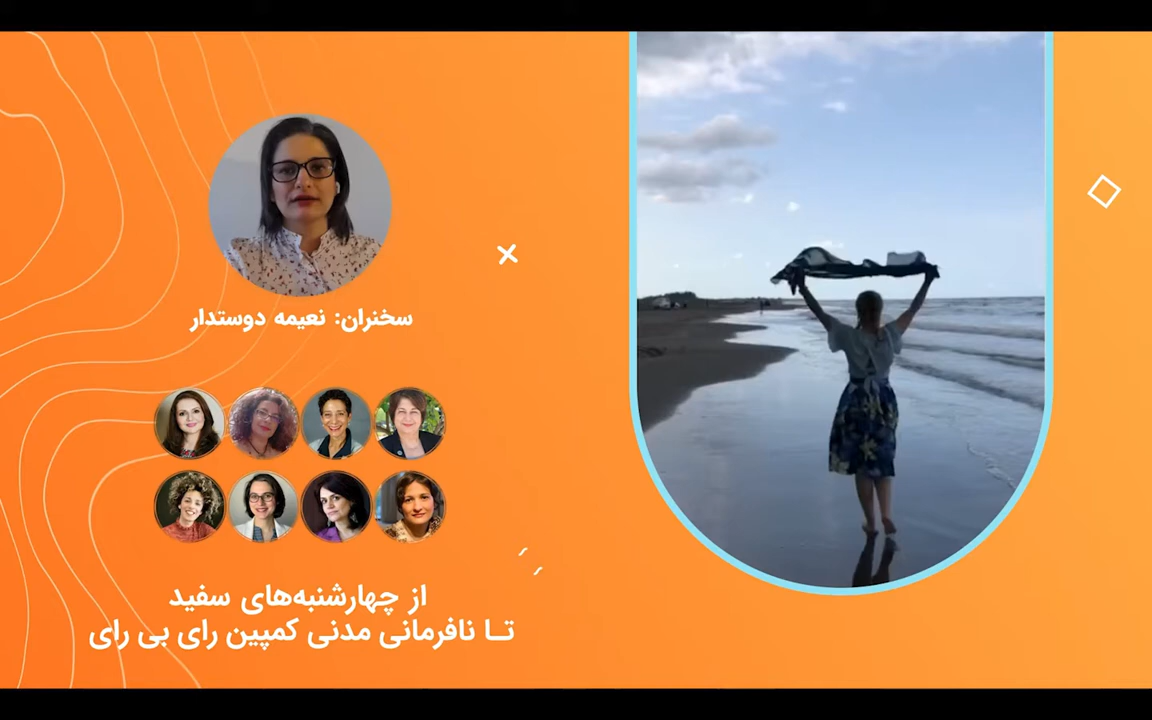 سخنران: نعیمه دوستدار
از چهارشنبه‌های سفید
تـا نافرمانی مدنی کمپین رای بی رای